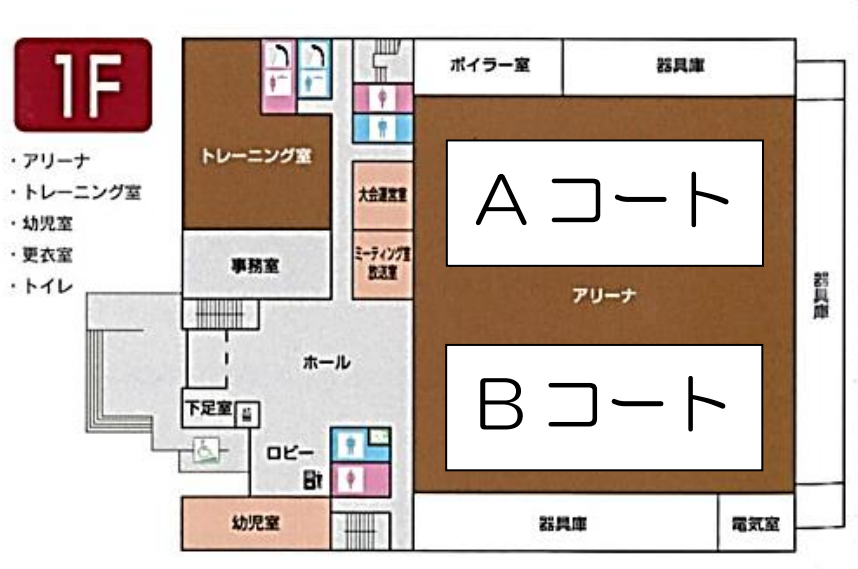 1F
・アリーナ
・トレーニング室
・幼児室
・更衣室
・トイレ
ボイラー室
器具庫
トレーニング室
大会運営室
Aコート
事務室
ミーティング室
放送室
アリーナ
器具庫
ホール
Bコート
下足室
ロビー
幼児室
器具庫
電気室